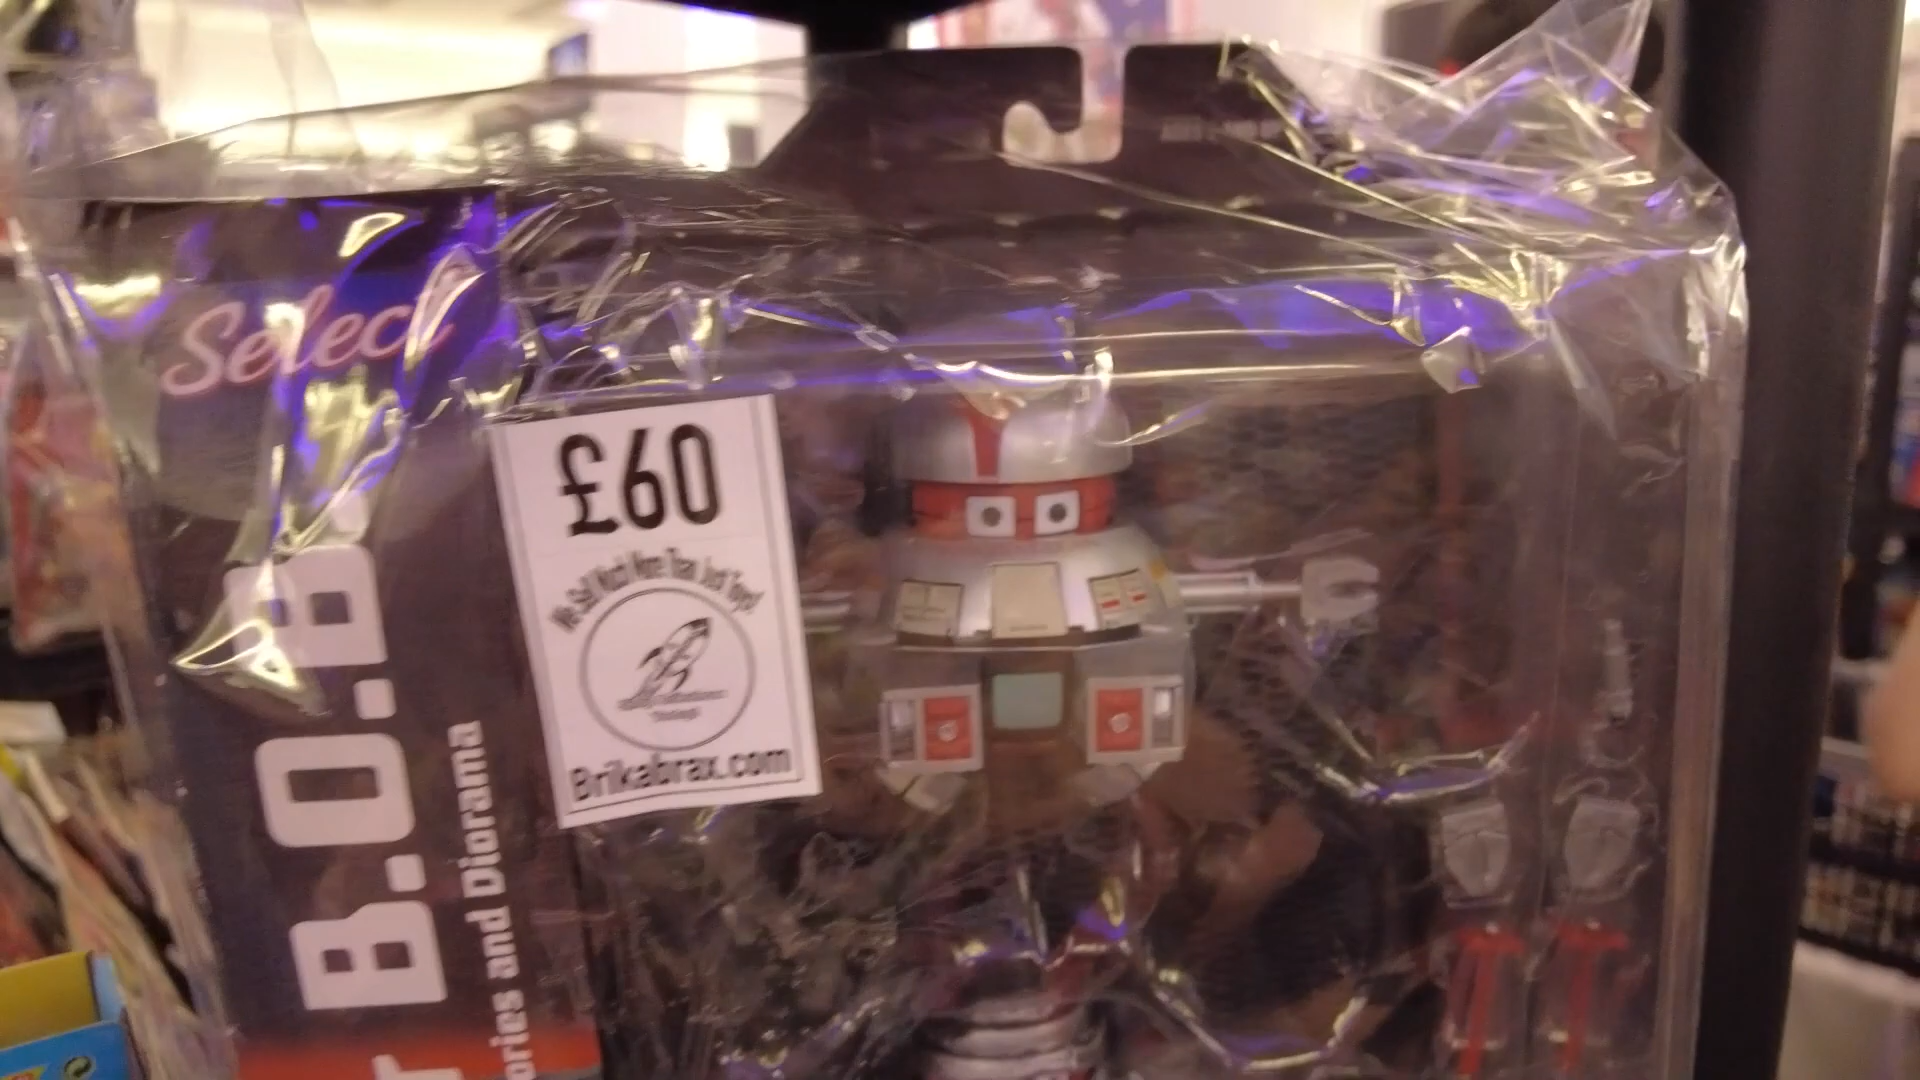 Select
£60
We Sell Much More Than Just Toys!
Brikabrax.com
B.O.B.
ories and Diorama